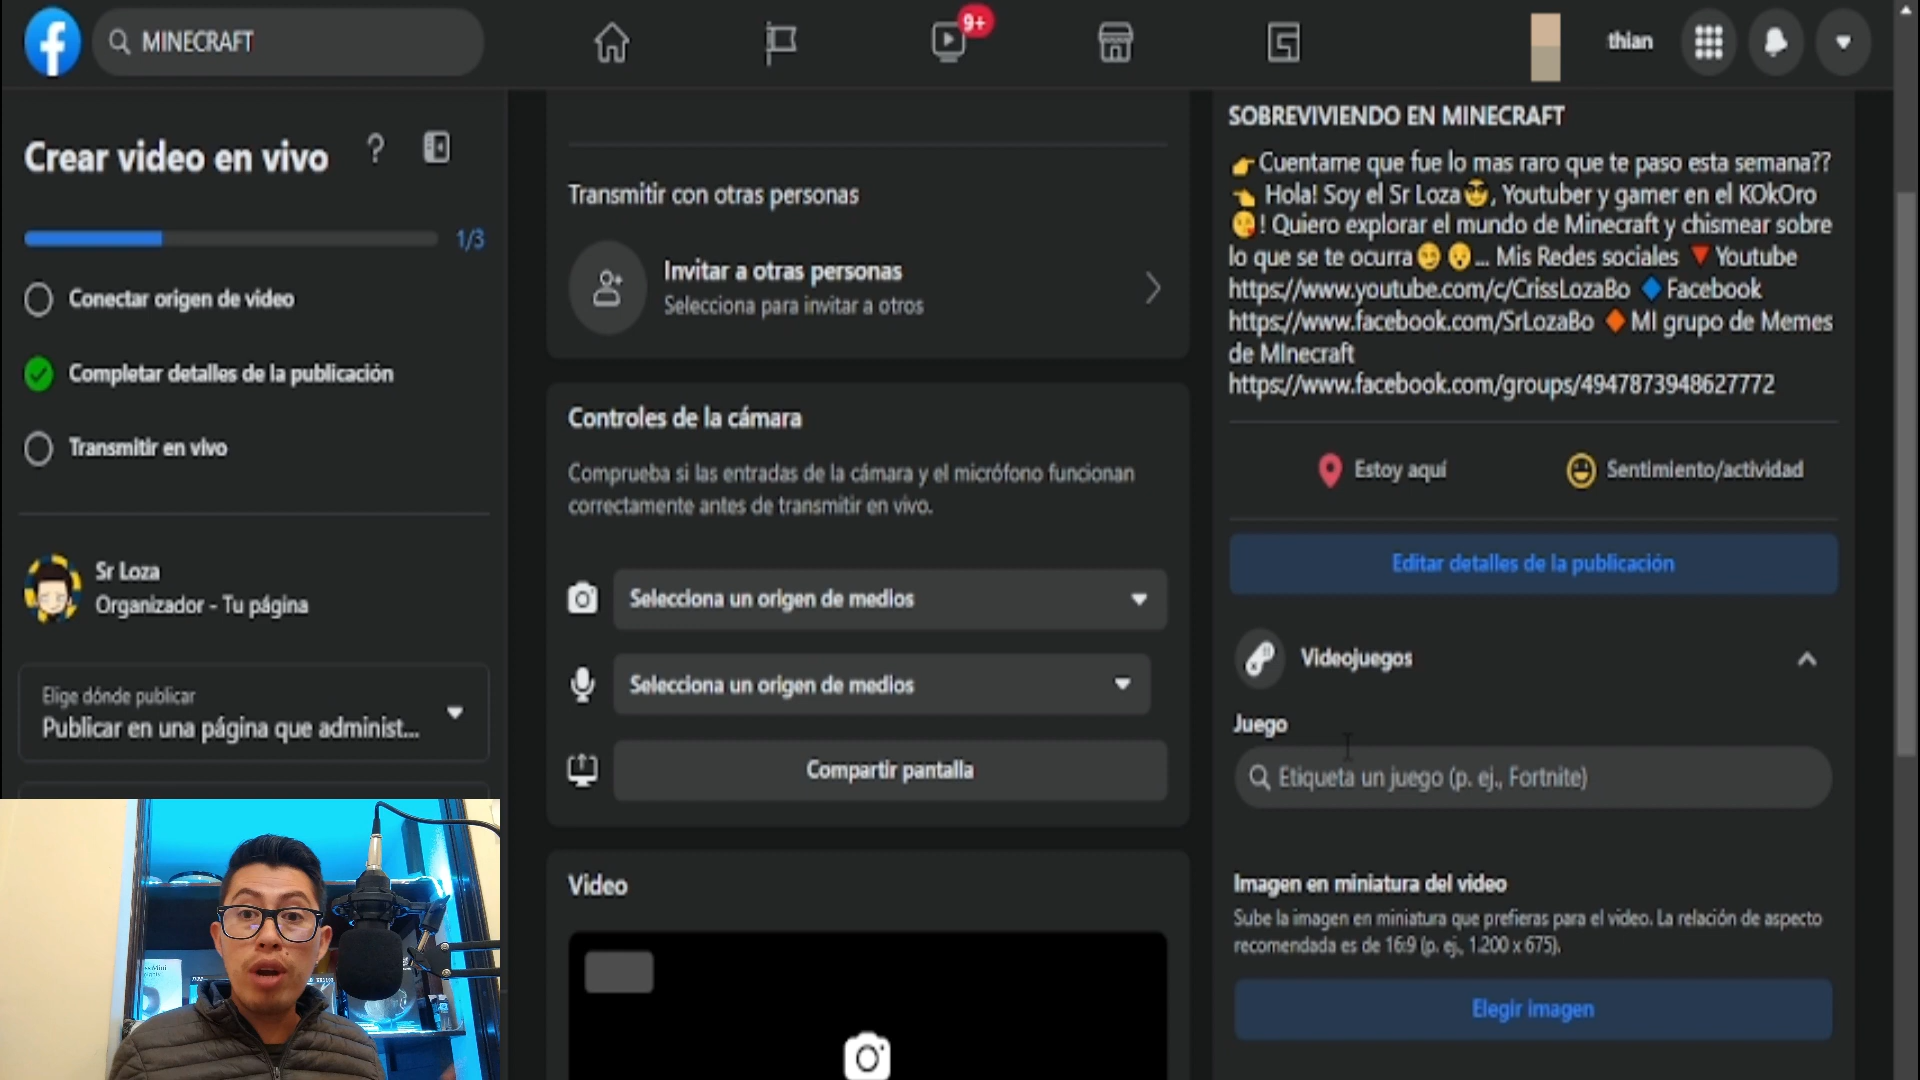 MINECRAFT
9+
thian
Crear video en vivo
?
1/3
Conectar origen de video
Completar detalles de la publicación
Transmitir en vivo
Sr Loza
Organizador - Tu página
Elige dónde publicar
Publicar en una página que administ...
Transmitir con otras personas
Invitar a otras personas
Selecciona para invitar a otros
Controles de la cámara
Comprueba si las entradas de la cámara y el micrófono funcionan
correctamente antes de transmitir en vivo.
Selecciona un origen de medios
Selecciona un origen de medios
Compartir pantalla
Video
SOBREVIVIENDO EN MINECRAFT
👉Cuentame que fue lo mas raro que te paso esta semana??
👈 Hola! Soy el Sr Loza😎, Youtuber y gamer en el KOkOro
😘! Quiero explorar el mundo de Minecraft y chismear sobre
lo que se te ocurra😏😮... Mis Redes sociales 🔻Youtube
https://www.youtube.com/c/CrissLozaBo 🔷Facebook
https://www.facebook.com/SrLozaBo 🔶MI grupo de Memes
de MInecraft
https://www.facebook.com/groups/4947873948627772
Estoy aquí
Sentimiento/actividad
Editar detalles de la publicación
Videojuegos
Juego
Etiqueta un juego (p. ej., Fortnite)
Imagen en miniatura del video
Sube la imagen en miniatura que prefieras para el video. La relación de aspecto
recomendada es de 16:9 (p. ej., 1.200 x 675).
Elegir imagen